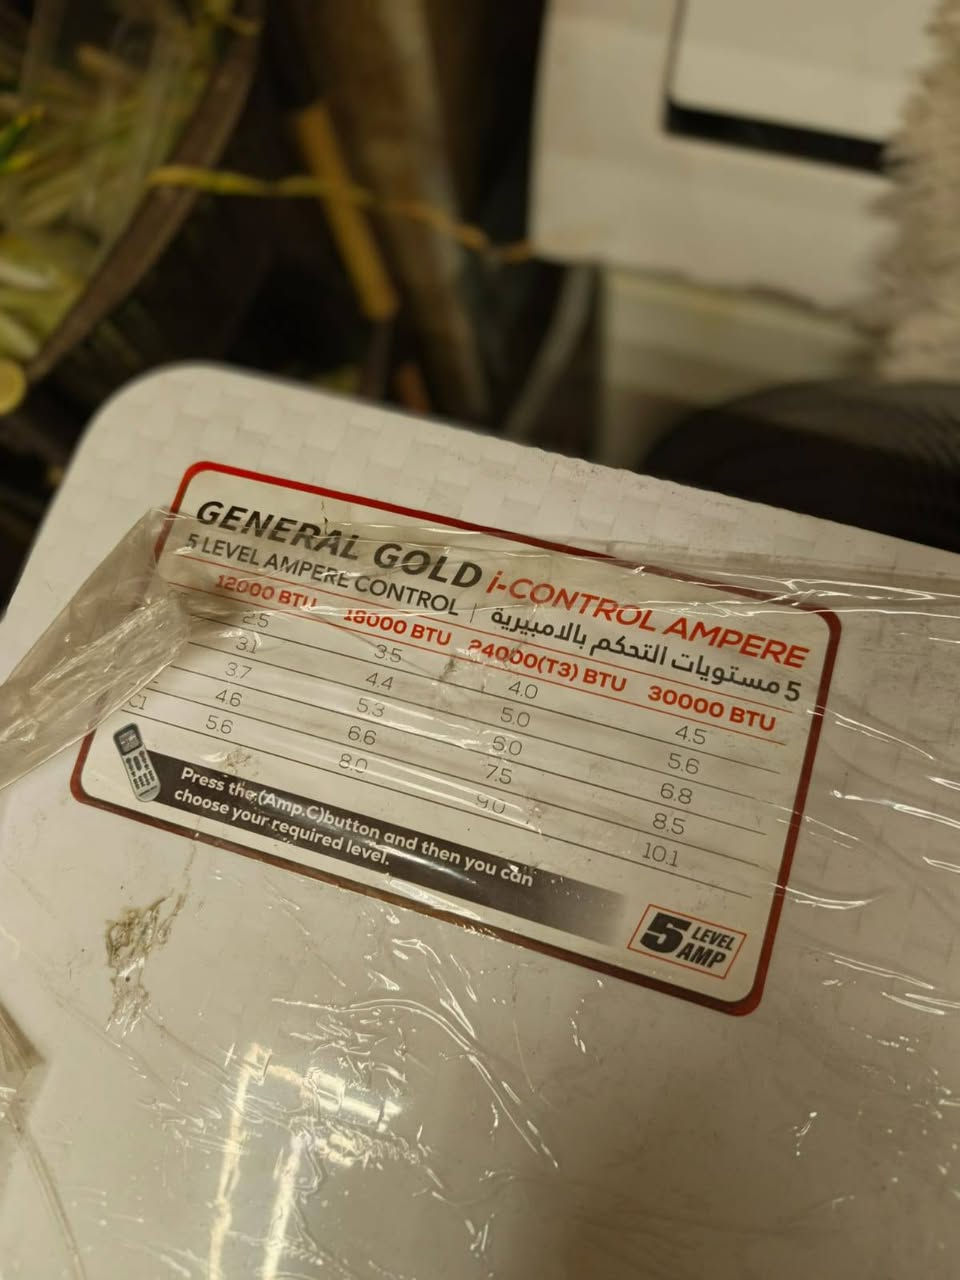 GENERAL GOLD i-CONTROL AMPERE
5 LEVEL AMPERE CONTROL | 5 مستويات التحكم بالامبيرية
12000 BTU 18000 BTU 24000(T3) BTU 30000 BTU
2.5 3.5 4.0 4.5
3.1 4.4 5.0 5.6
3.7 5.3 6.0 6.8
4.6 6.6 7.5 8.5
C1 5.6 8.0 9.0 10.1
Press the (Amp.C)button and then you can
choose your required level.
5 LEVEL
AMP